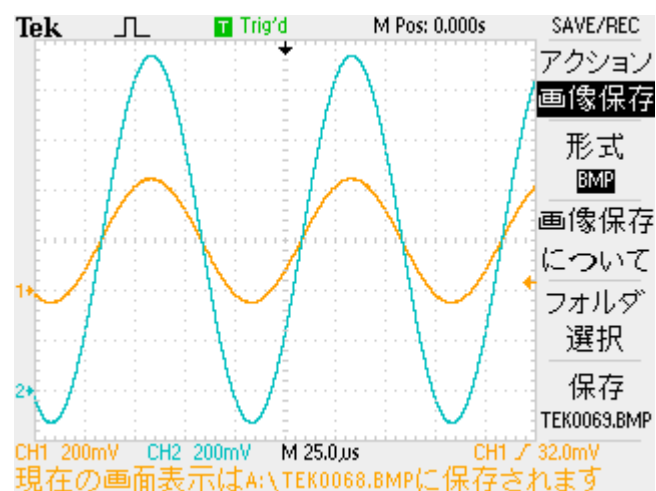 Tek
T Trig'd
M Pos: 0.000s
SAVE/REC
アクション
画像保存
形式
BMP
画像保存
について
フォルダ
選択
保存
TEK0069.BMP
1
2
CH1 200mV
CH2 200mV
M 25.0µs
CH1 / 32.0mV
現在の画面表示はA:\TEK0068.BMPに保存されます